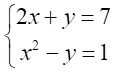 2x + y = 7
x² − y = 1